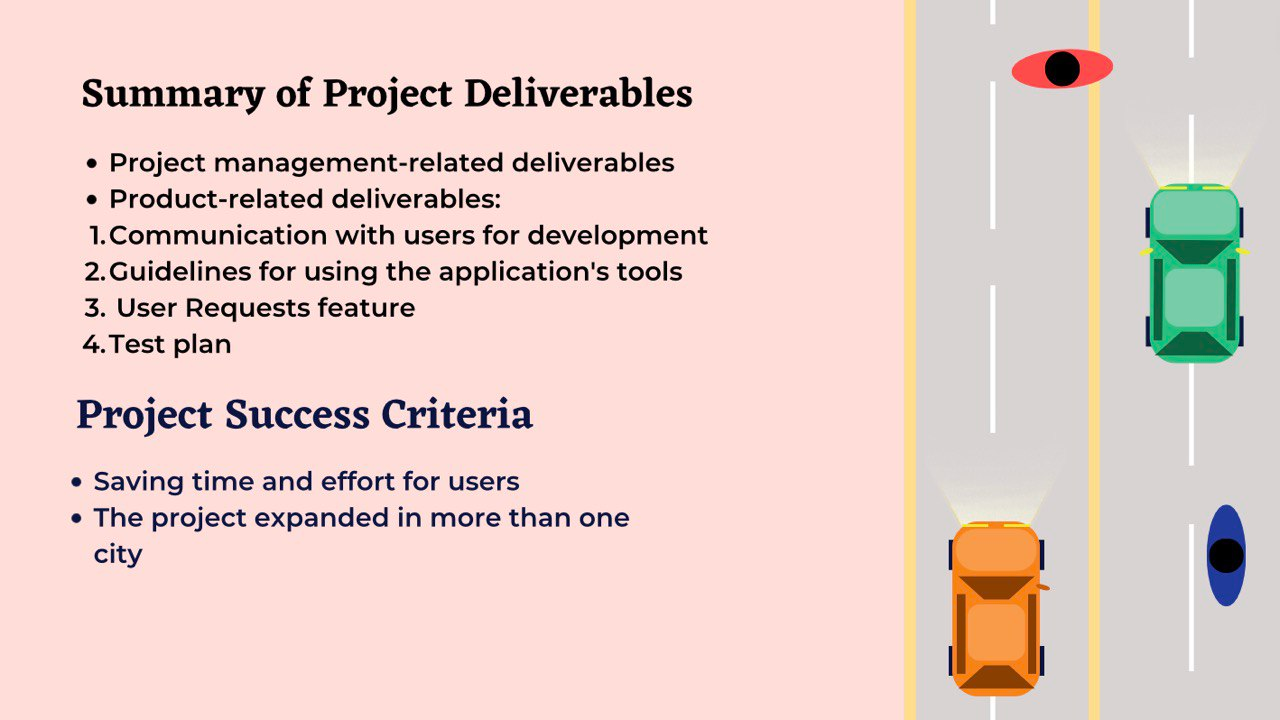 Summary of Project Deliverables
• Project management-related deliverables
• Product-related deliverables:
1. Communication with users for development
2. Guidelines for using the application's tools
3. User Requests feature
4. Test plan
Project Success Criteria
• Saving time and effort for users
• The project expanded in more than one
city